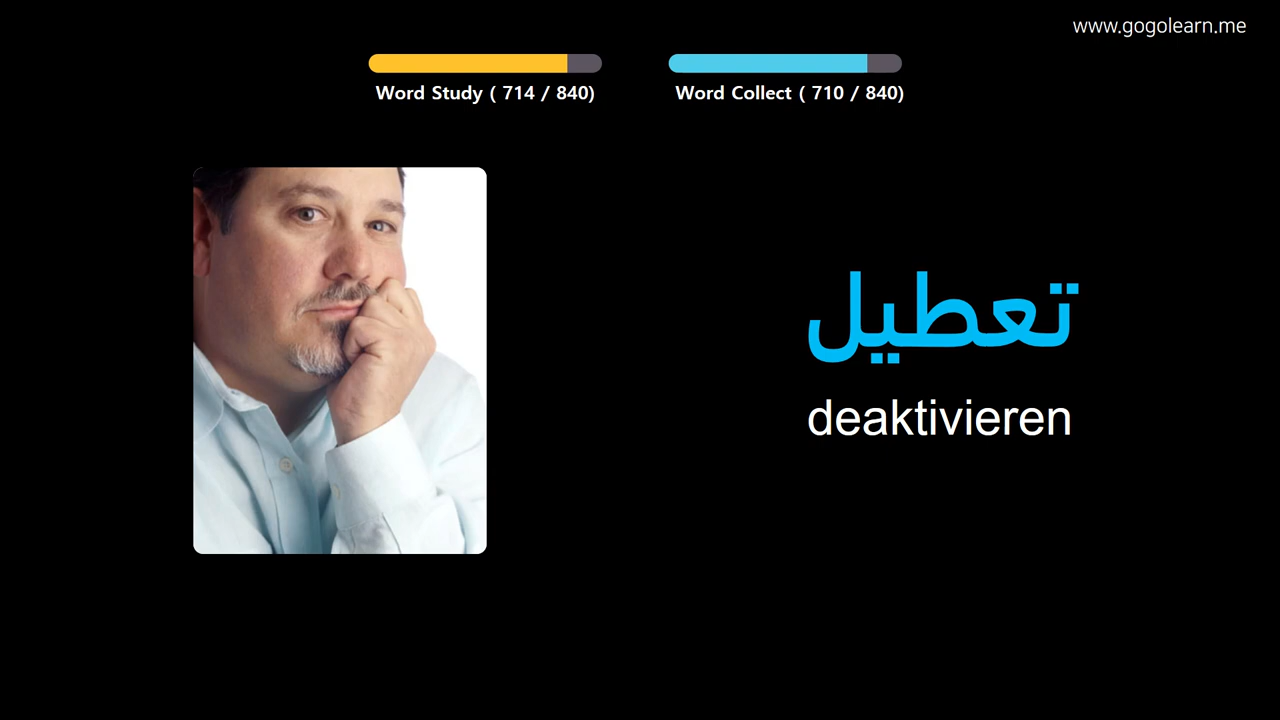 www.gogolearn.me
Word Study ( 714 / 840)
Word Collect ( 710 / 840)
تعطيل
deaktivieren